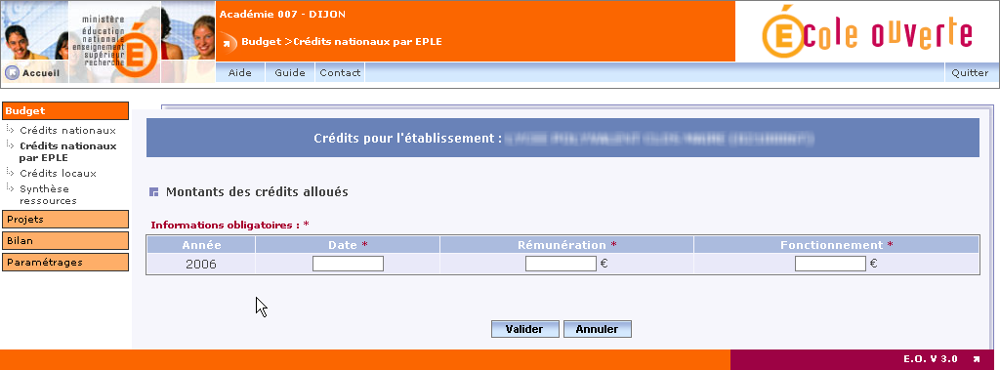 ministère
éducation
nationale
enseignement
supérieur
recherche
É
Académie 007 - DIJON
Budget >Crédits nationaux par EPLE
École ouverte
Accueil
Aide Guide Contact Quitter
Budget
Crédits nationaux
Crédits nationaux
par EPLE
Crédits locaux
Synthèse
ressources
Projets
Bilan
Paramétrages
Crédits pour l'établissement :
Montants des crédits alloués
Informations obligatoires : *
Année Date * Rémunération * Fonctionnement *
2006 € €
Valider Annuler
E.O. V 3.0